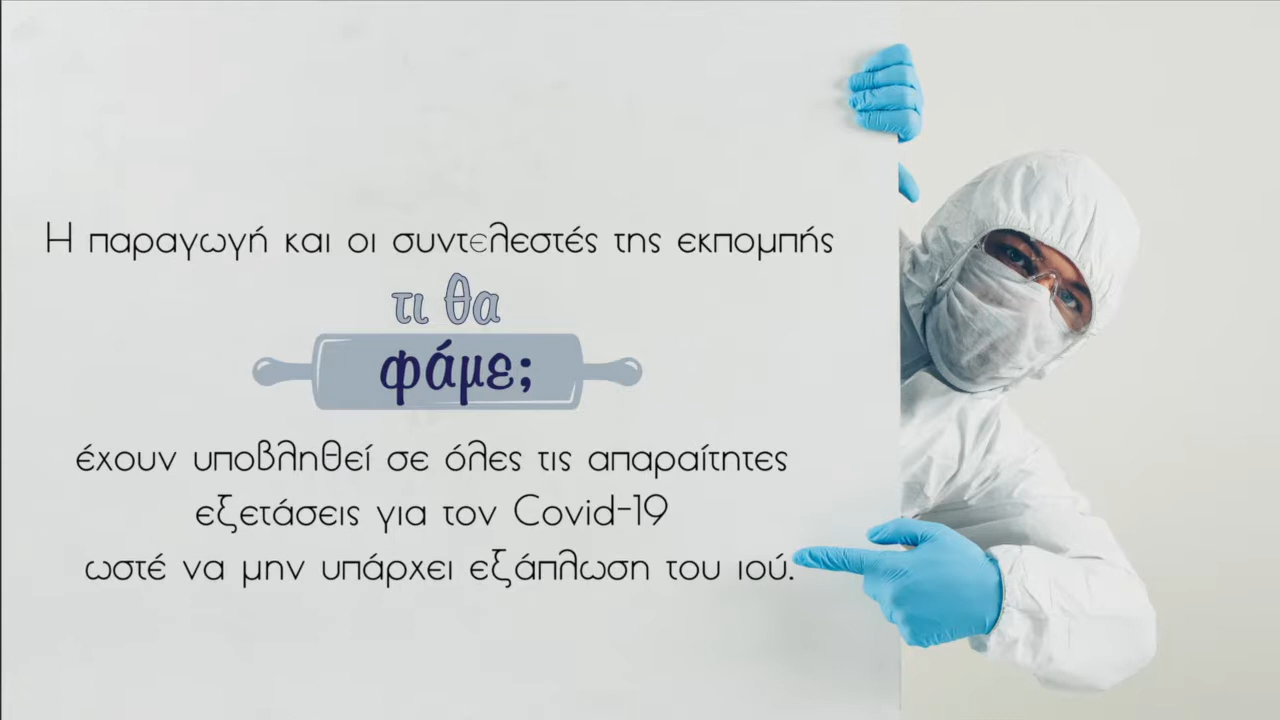 Η παραγωγή και οι συντελεστές της εκπομπής
τι θα
φάμε;
έχουν υποβληθεί σε όλες τις απαραίτητες
εξετάσεις για τον Covid-19
ωστέ να μην υπάρχει εξάπλωση του ιού.